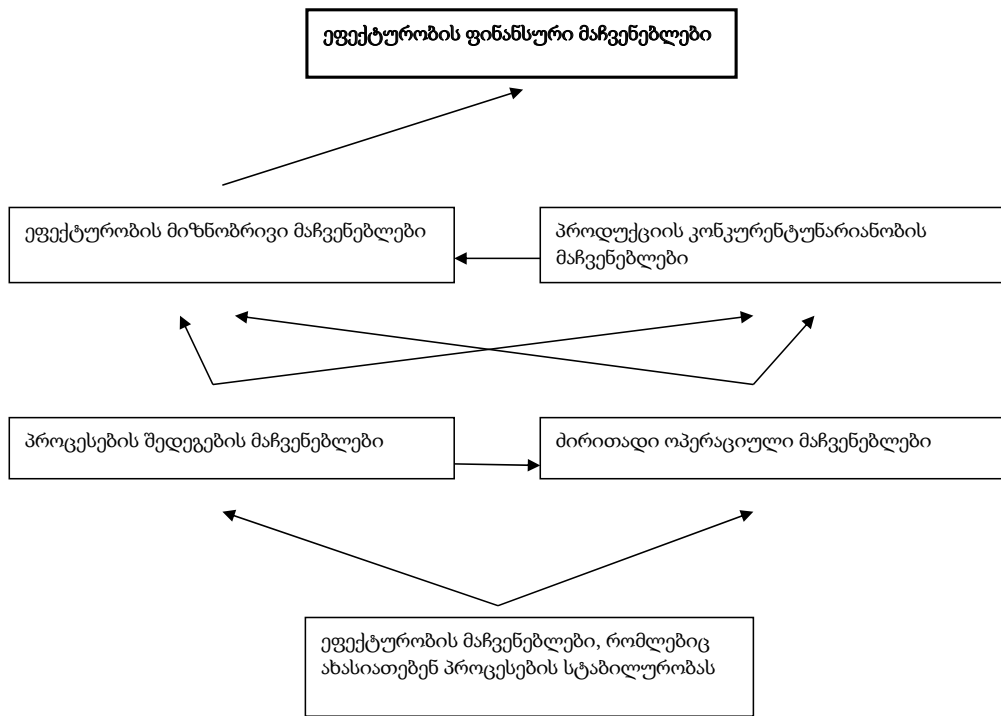 ეფექტურობის ფინანსური მაჩვენებლები
ეფექტურობის მიზნობრივი მაჩვენებლები
პროდუქციის კონკურენტუნარიანობის
მაჩვენებლები
პროცესების შედეგების მაჩვენებლები
ძირითადი ოპერაციული მაჩვენებლები
ეფექტურობის მაჩვენებლები, რომლებიც
ახასიათებენ პროცესების სტაბილურობას